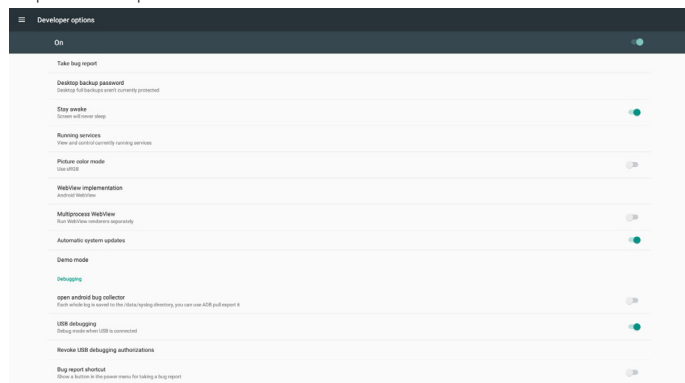 Developer options
On
Take bug report
Desktop backup password
Desktop full backups aren't currently protected
Stay awake
Screen will never sleep
Running services
View and control currently running services
Picture color mode
Use sRGB
WebView implementation
Android WebView
Multiprocess WebView
Run WebView renderers separately
Automatic system updates
Demo mode
Debugging
open android bug collector
Each whole log is saved to the /data/syslog directory, you can use ADB pull export it
USB debugging
Debug mode when USB is connected
Revoke USB debugging authorizations
Bug report shortcut
Show a button in the power menu for taking a bug report